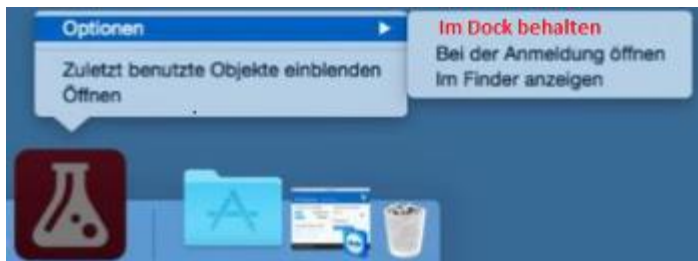 Optionen
Im Dock behalten
Bei der Anmeldung öffnen
Im Finder anzeigen
Zuletzt benutzte Objekte einblenden
Öffnen